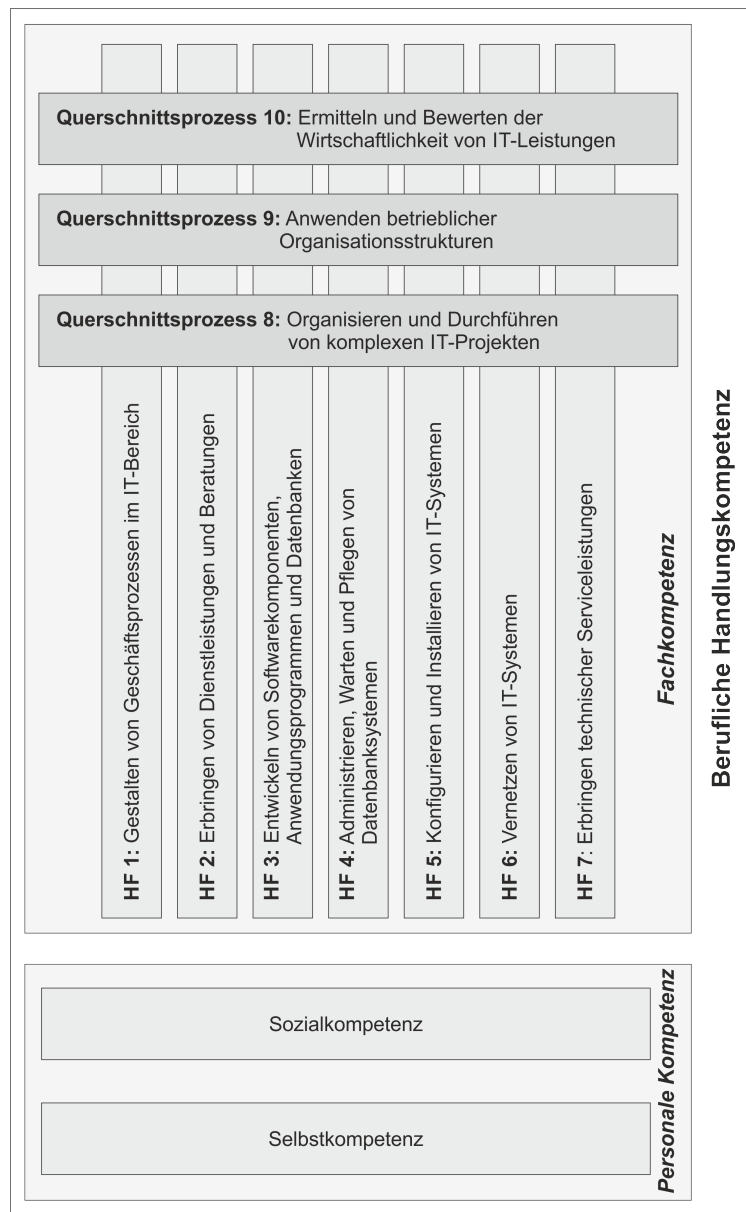 Querschnittsprozess 10: Ermitteln und Bewerten der
Wirtschaftlichkeit von IT-Leistungen
Querschnittsprozess 9: Anwenden betrieblicher
Organisationsstrukturen
Querschnittsprozess 8: Organisieren und Durchführen
von komplexen IT-Projekten
HF 1: Gestalten von Geschäftsprozessen im IT-Bereich
HF 2: Erbringen von Dienstleistungen und Beratungen
HF 3: Entwickeln von Softwarekomponenten,
Anwendungsprogrammen und Datenbanken
HF 4: Administrieren, Warten und Pflegen von
Datenbanksystemen
HF 5: Konfigurieren und Installieren von IT-Systemen
HF 6: Vernetzen von IT-Systemen
HF 7: Erbringen technischer Serviceleistungen
Fachkompetenz
Berufliche Handlungskompetenz
Sozialkompetenz
Selbstkompetenz
Personale Kompetenz